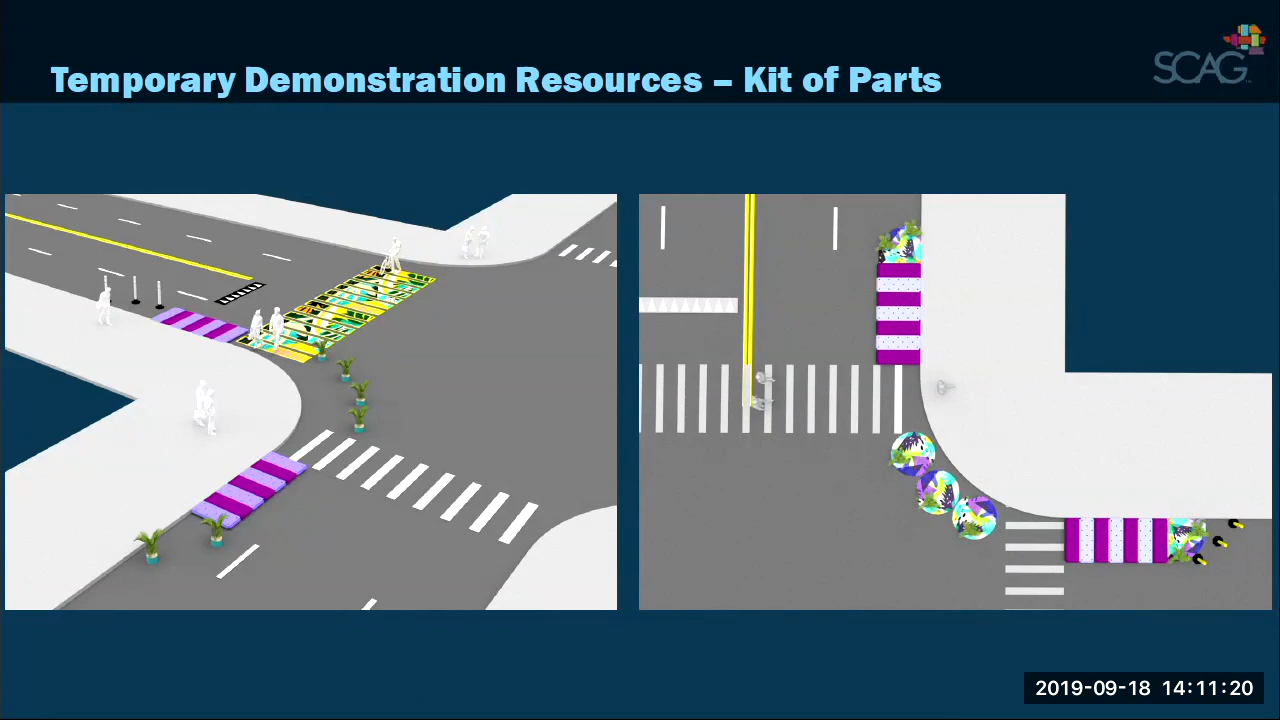 Temporary Demonstration Resources – Kit of Parts
SCAG
2019-09-18 14:11:20